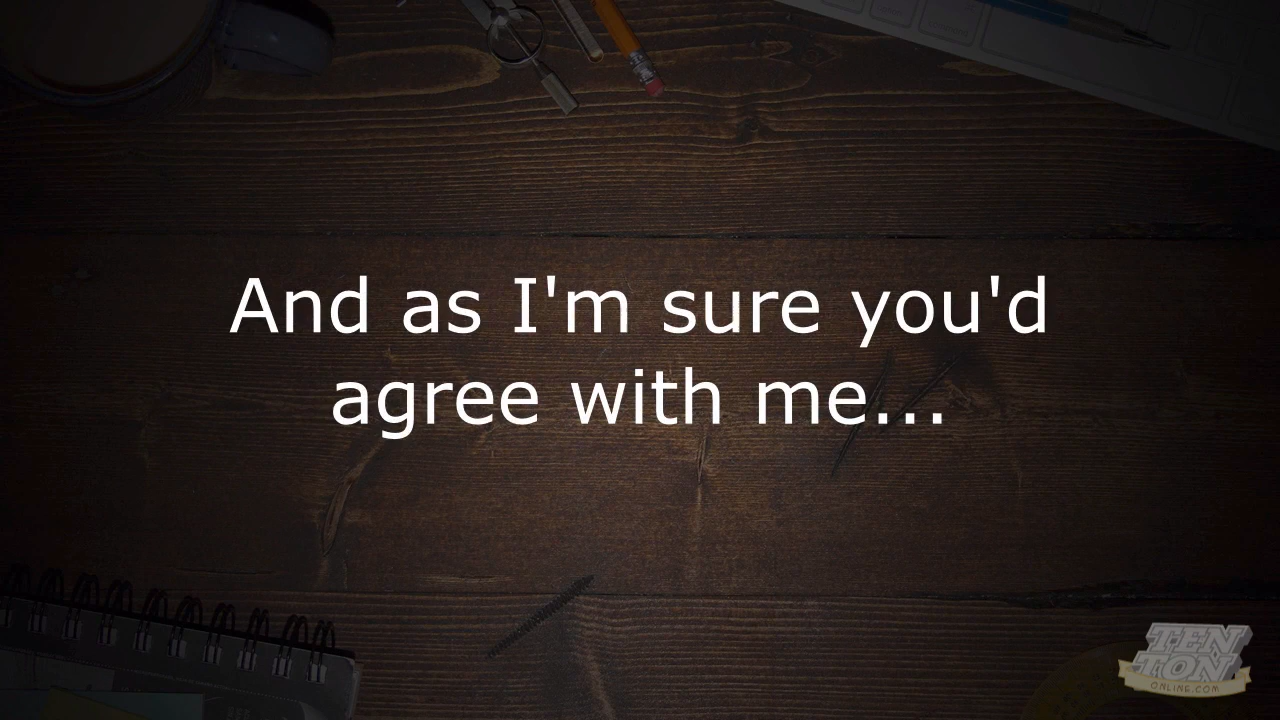 And as I'm sure you'd
agree with me...
TEN
TON
ONLINE.COM